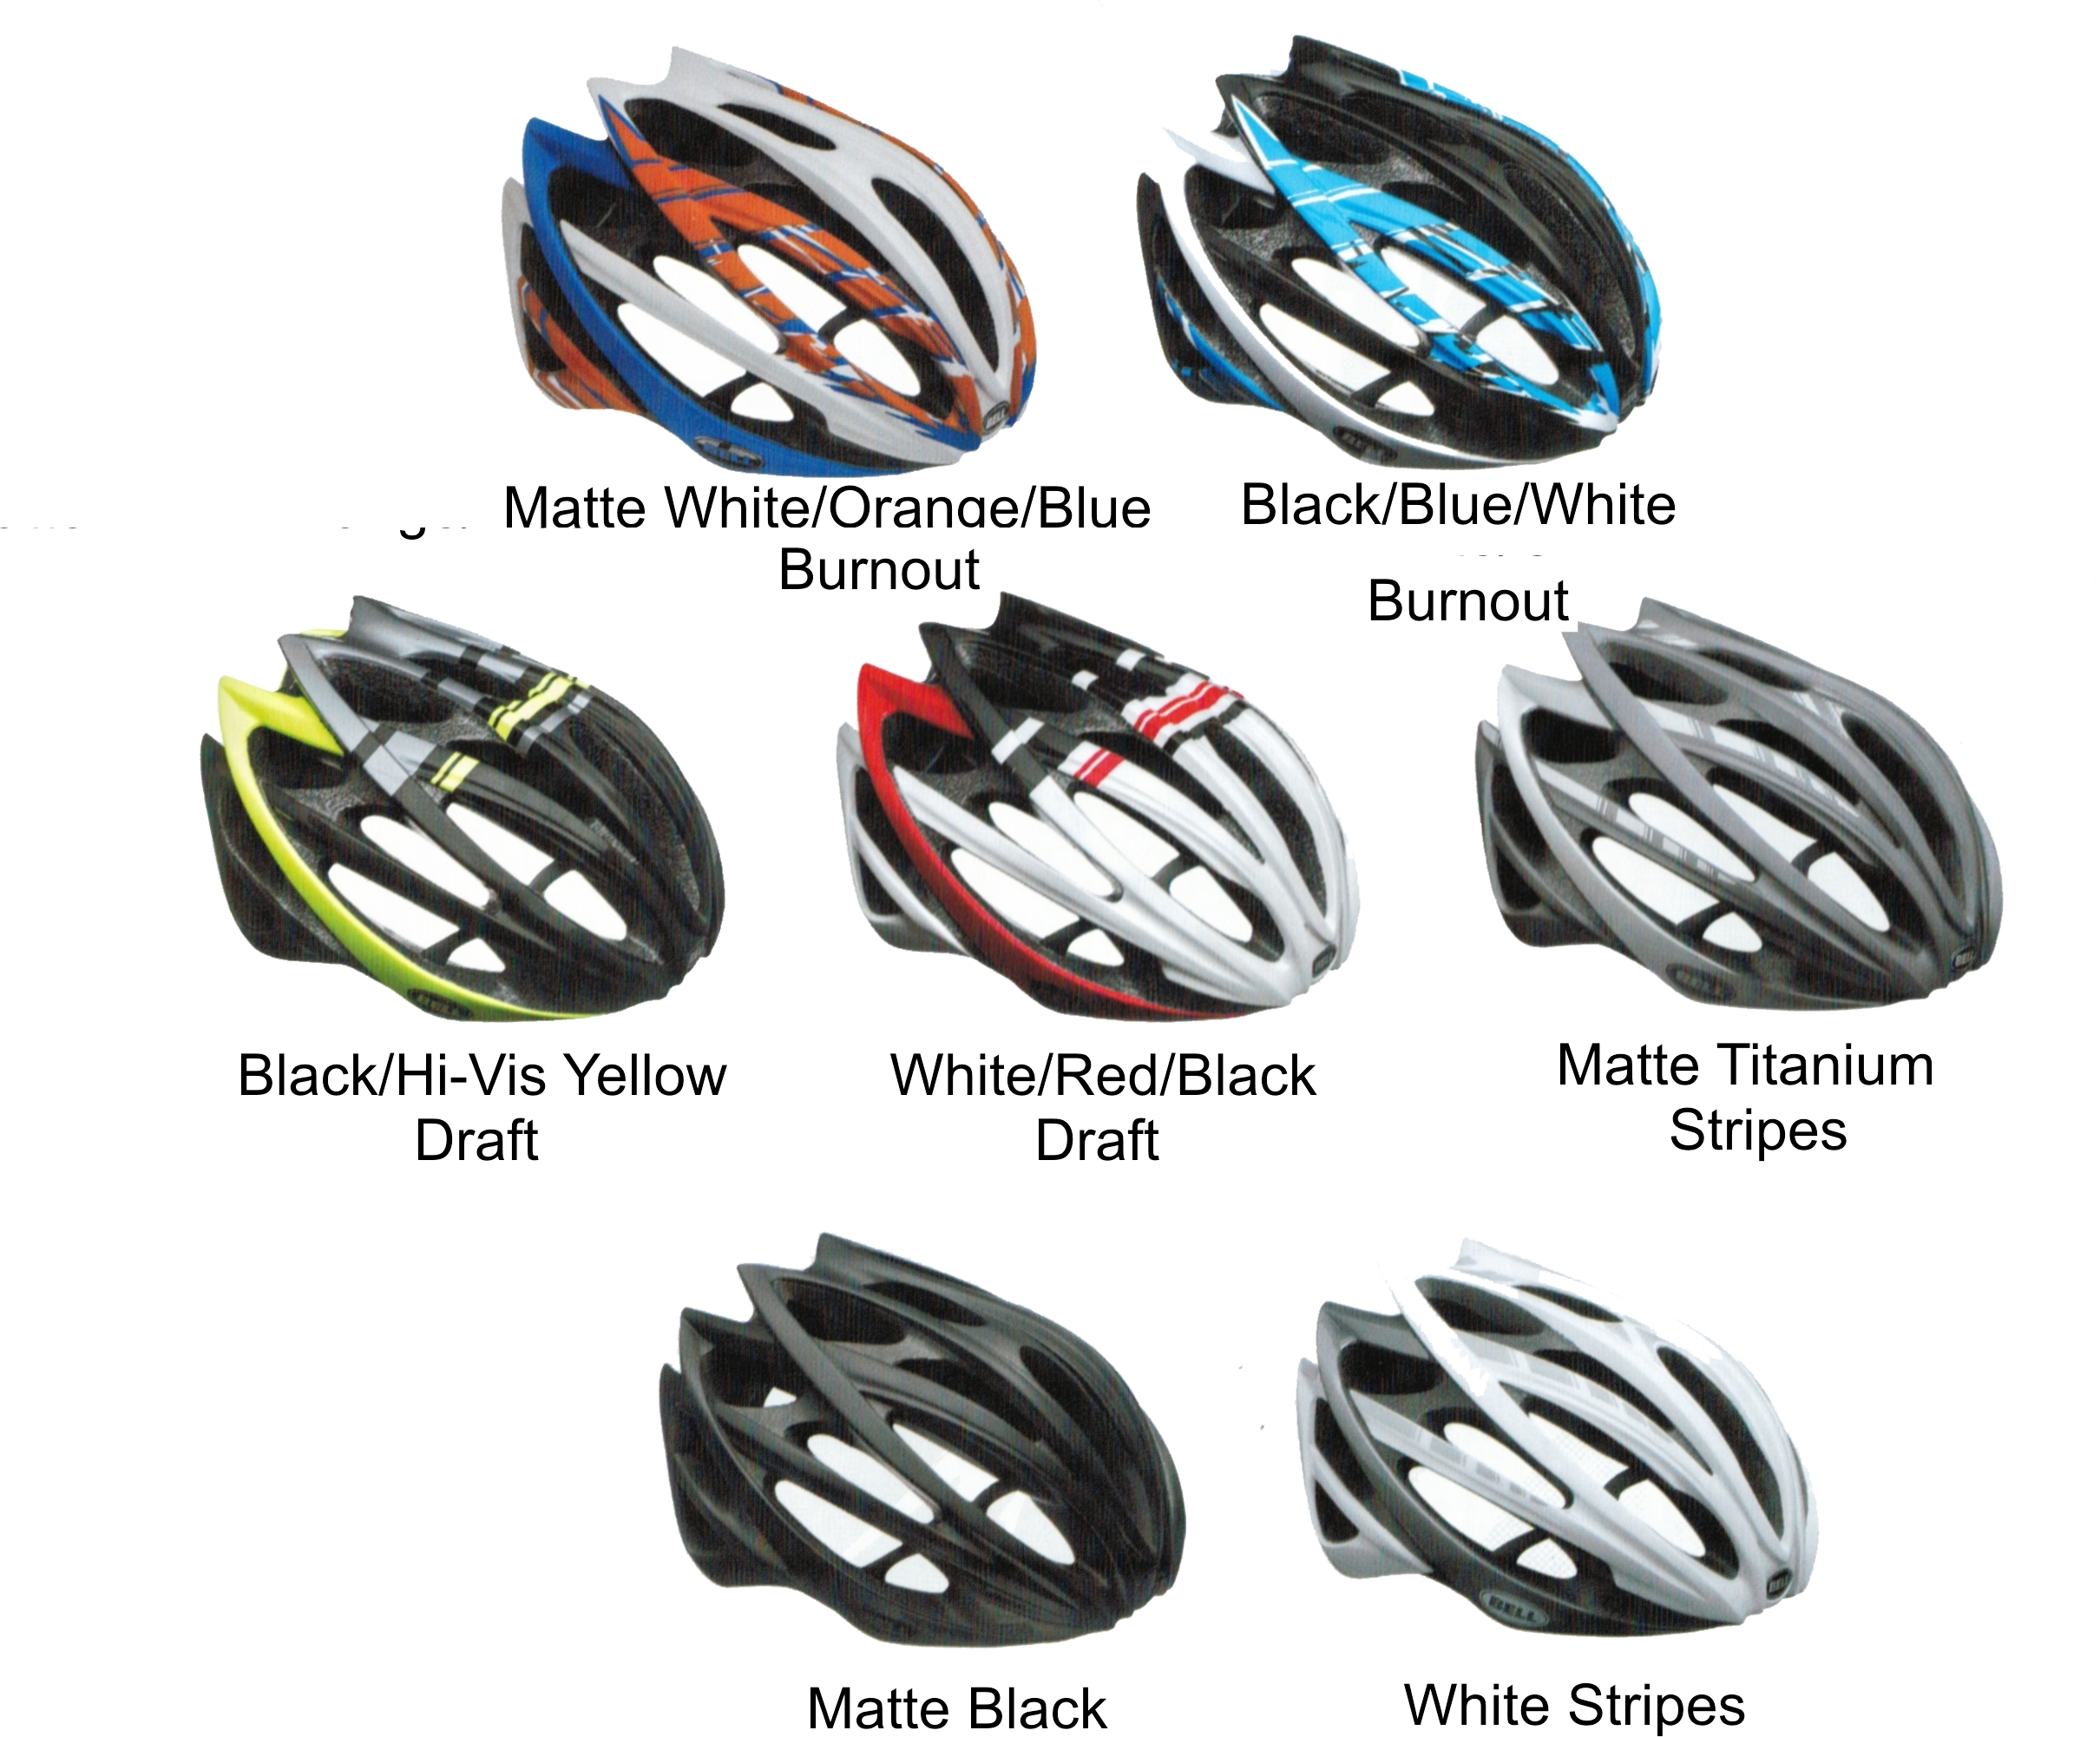 Matte White/Orange/Blue
Burnout
Black/Blue/White
Burnout
Black/Hi-Vis Yellow
Draft
White/Red/Black
Draft
Matte Titanium
Stripes
BELL
Matte Black
White Stripes